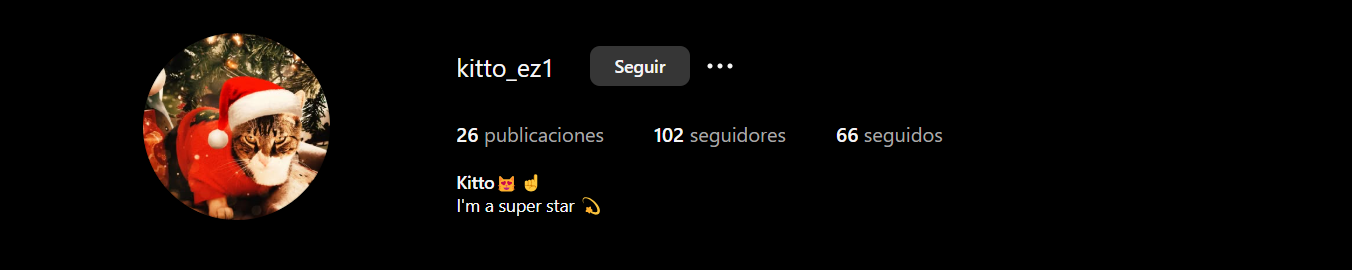 kitto_ez1 Seguir ...
26 publicaciones 102 seguidores 66 seguidos
Kitto😻☝️
I'm a super star 💫